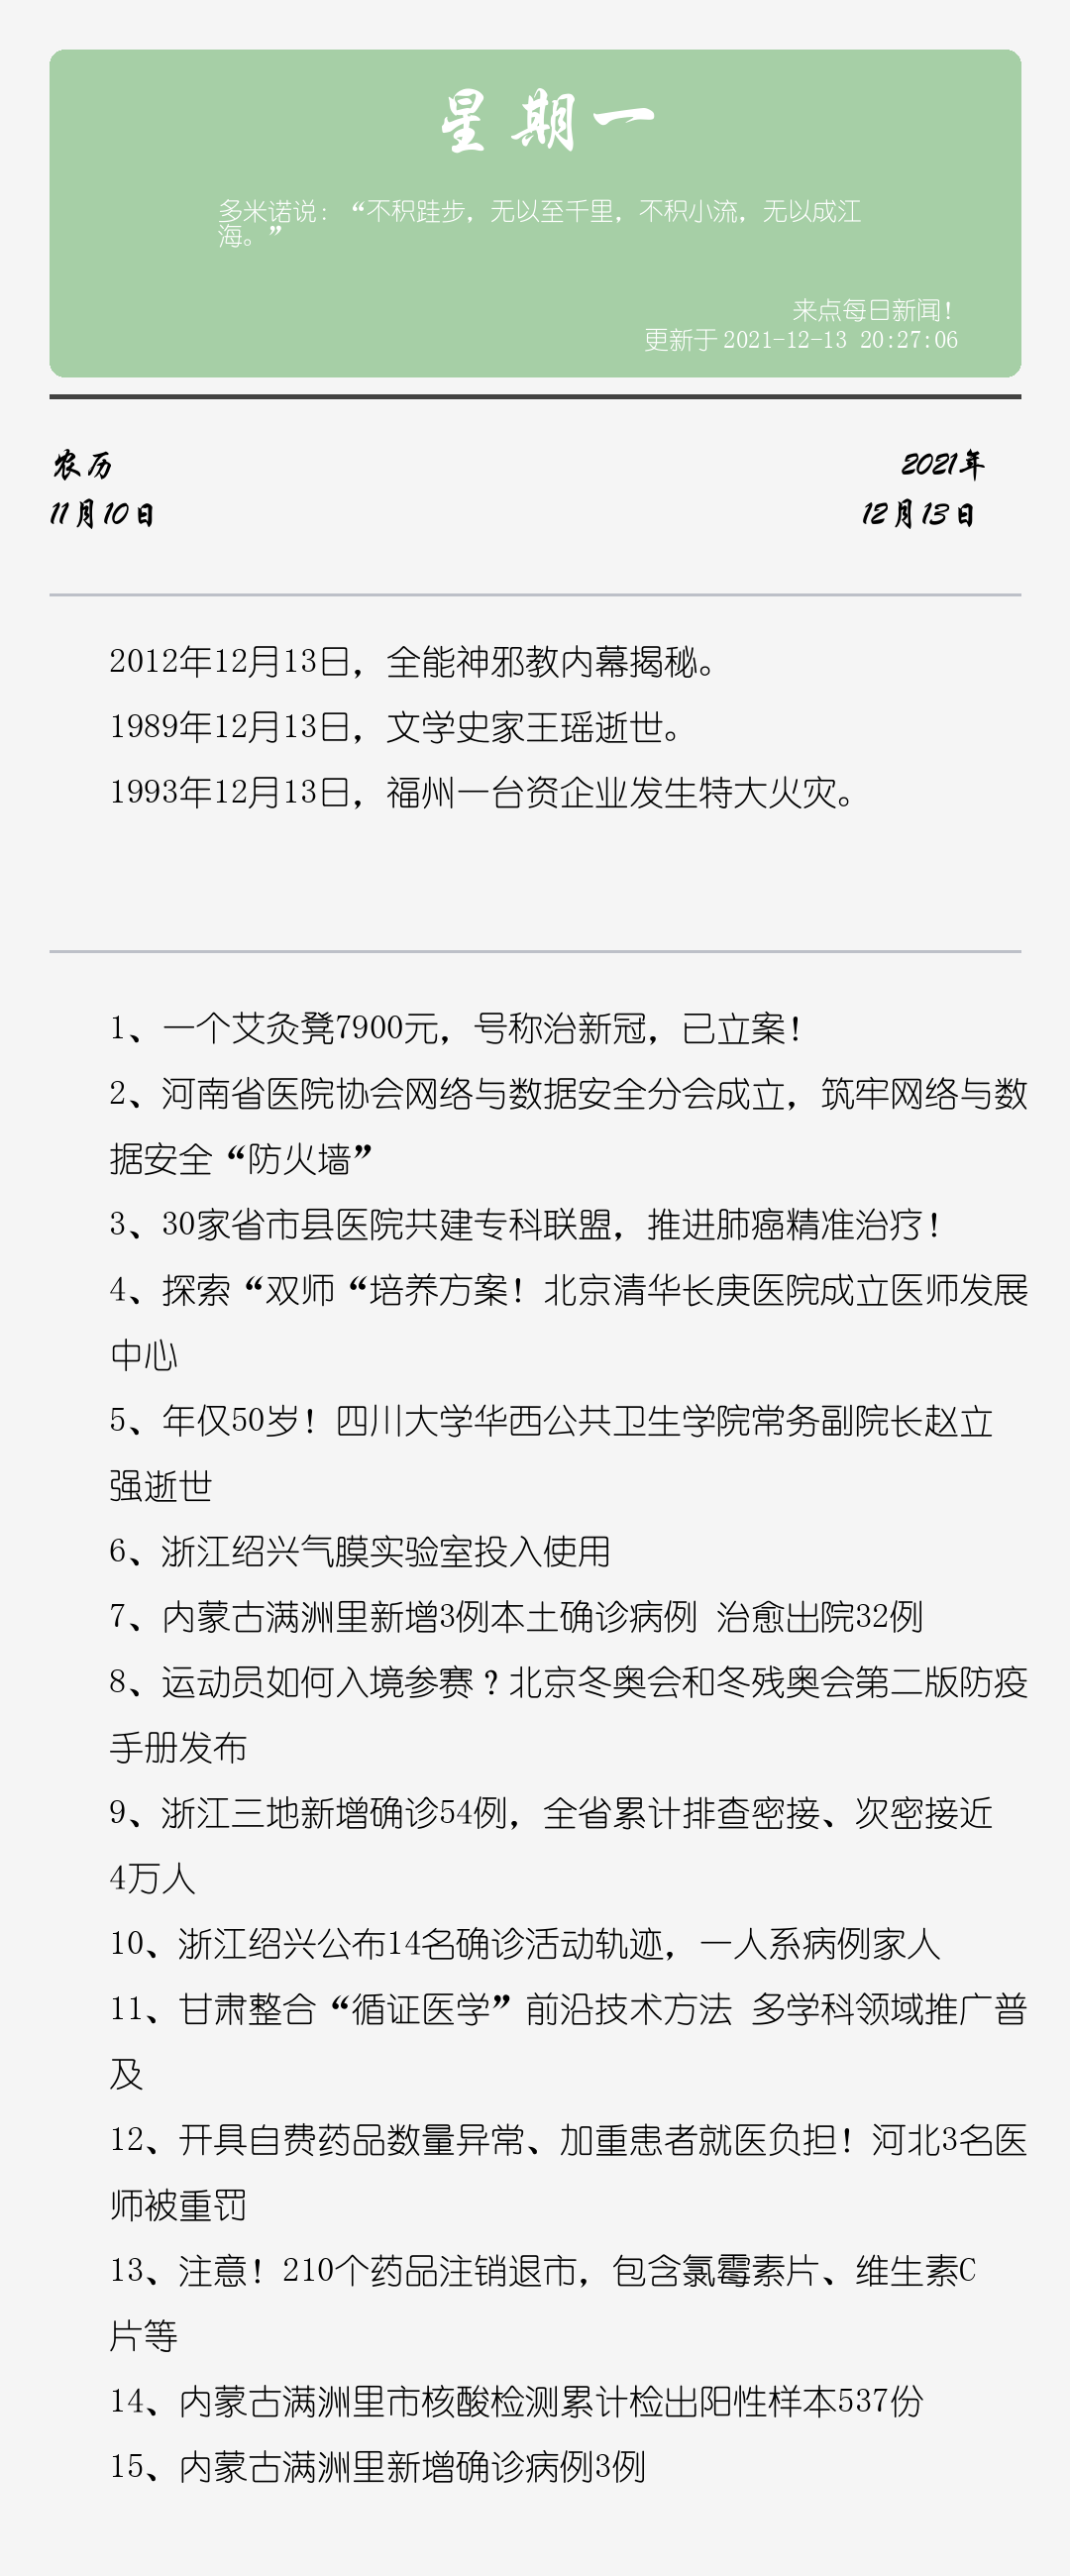 星期一
多米诺说：“不积跬步，无以至千里，不积小流，无以成江
海。”
来点每日新闻！
更新于2021-12-13 20:27:06
农历
2021年
11月10日
12月13日
2012年12月13日，全能神邪教内幕揭秘。
1989年12月13日，文学史家王瑶逝世。
1993年12月13日，福州一台资企业发生特大火灾。
1、一个艾灸凳7900元，号称治新冠，已立案！
2、河南省医院协会网络与数据安全分会成立，筑牢网络与数
据安全“防火墙”
3、30家省市县医院共建专科联盟，推进肺癌精准治疗！
4、探索“双师“培养方案！北京清华长庚医院成立医师发展
中心
5、年仅50岁！四川大学华西公共卫生学院常务副院长赵立
强逝世
6、浙江绍兴气膜实验室投入使用
7、内蒙古满洲里新增3例本土确诊病例 治愈出院32例
8、运动员如何入境参赛？北京冬奥会和冬残奥会第二版防疫
手册发布
9、浙江三地新增确诊54例，全省累计排查密接、次密接近
4万人
10、浙江绍兴公布14名确诊活动轨迹，一人系病例家人
11、甘肃整合“循证医学”前沿技术方法 多学科领域推广普
及
12、开具自费药品数量异常、加重患者就医负担！河北3名医
师被重罚
13、注意！210个药品注销退市，包含氯霉素片、维生素C
片等
14、内蒙古满洲里市核酸检测累计检出阳性样本537份
15、内蒙古满洲里新增确诊病例3例